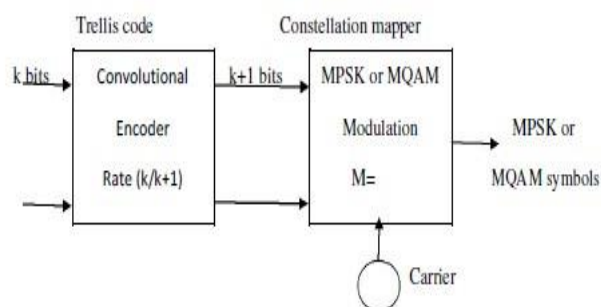 Trellis code
Constellation mapper
k bits
Convolutional
Encoder
Rate (k/k+1)
k+1 bits
MPSK or MQAM
Modulation
M=
MPSK or
MQAM symbols
Carrier